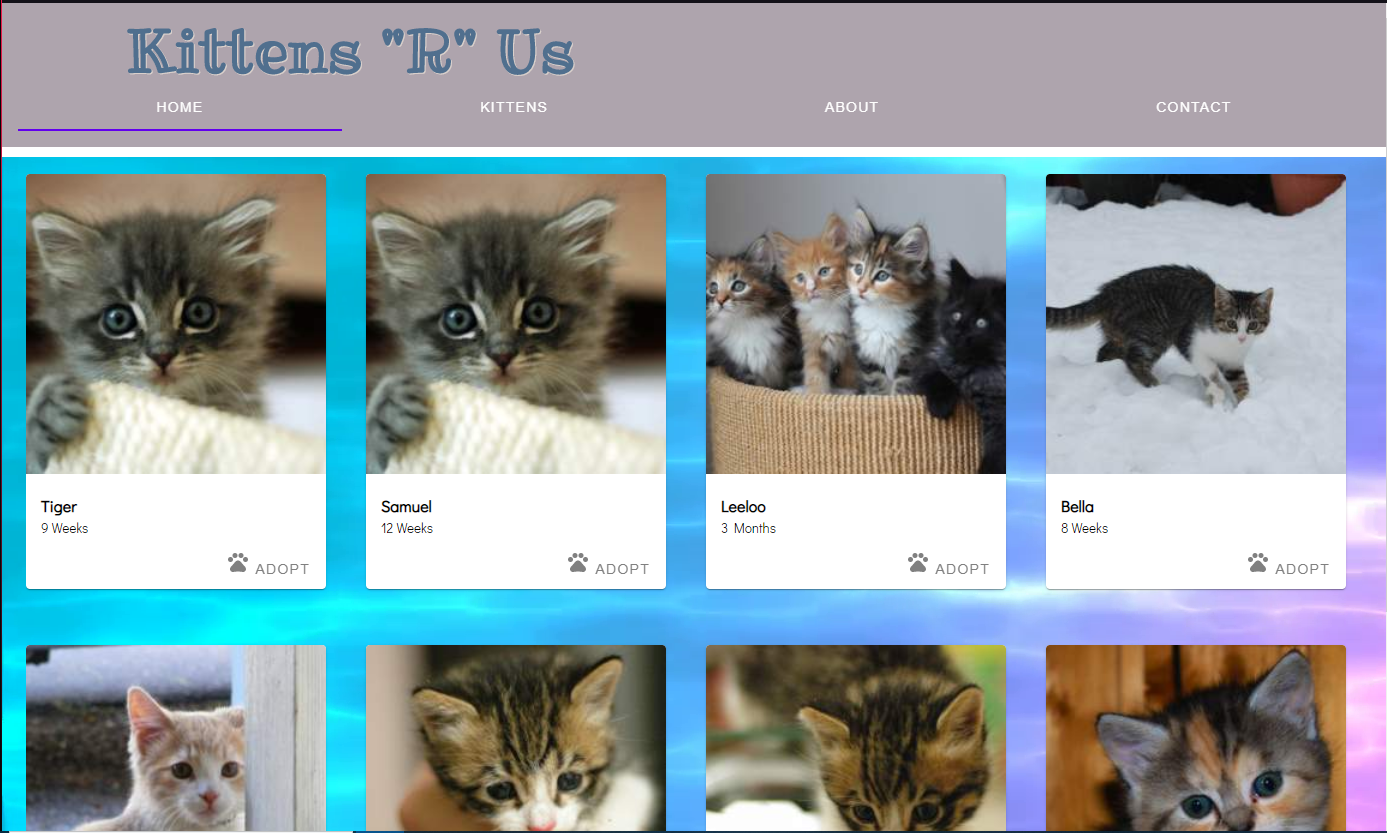 Kittens "R" Us
HOME KITTENS ABOUT CONTACT
Tiger
9 Weeks
ADOPT
Samuel
12 Weeks
ADOPT
Leeloo
3 Months
ADOPT
Bella
8 Weeks
ADOPT